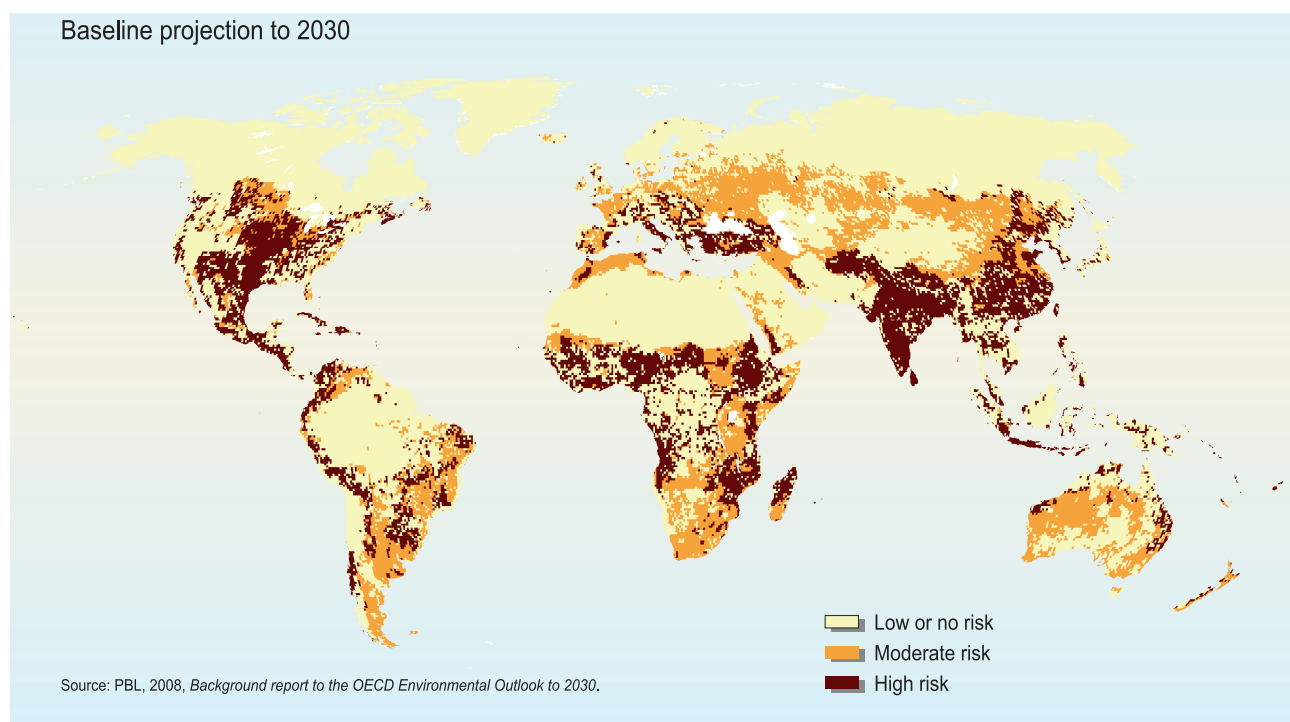 Baseline projection to 2030
Low or no risk
Moderate risk
High risk
Source: PBL, 2008, Background report to the OECD Environmental Outlook to 2030.